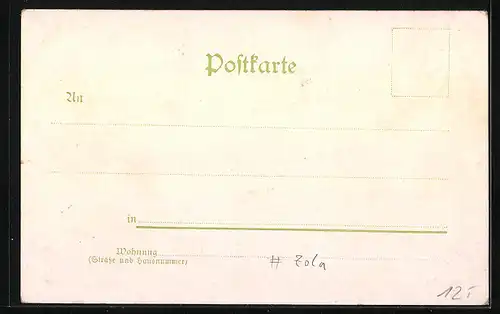 Postkarte
An
in
Wohnung
(Straße und Hausnummer)
# Zola
12,-